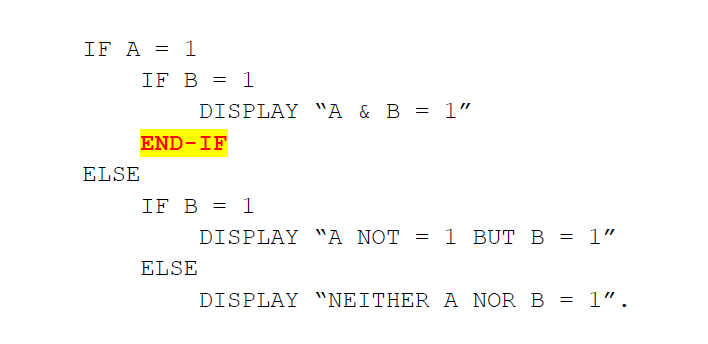 IF A = 1
IF B = 1
DISPLAY “A & B = 1”
END-IF
ELSE
IF B = 1
DISPLAY “A NOT = 1 BUT B = 1”
ELSE
DISPLAY “NEITHER A NOR B = 1”.